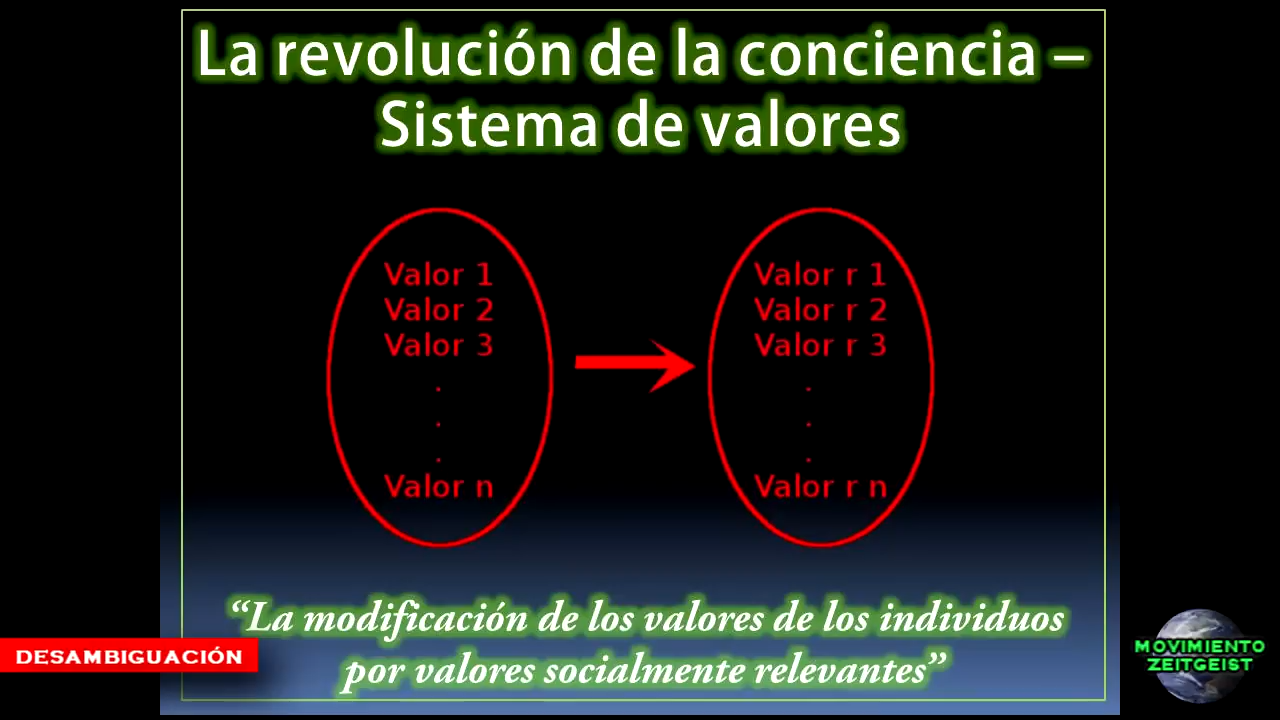 La revolución de la conciencia –
Sistema de valores
Valor 1
Valor 2
Valor 3
.
.
.
Valor n
Valor r 1
Valor r 2
Valor r 3
.
.
.
Valor r n
“La modificación de los valores de los individuos
por valores socialmente relevantes”
DESAMBIGUACIÓN
MOVIMIENTO
ZEITGEIST